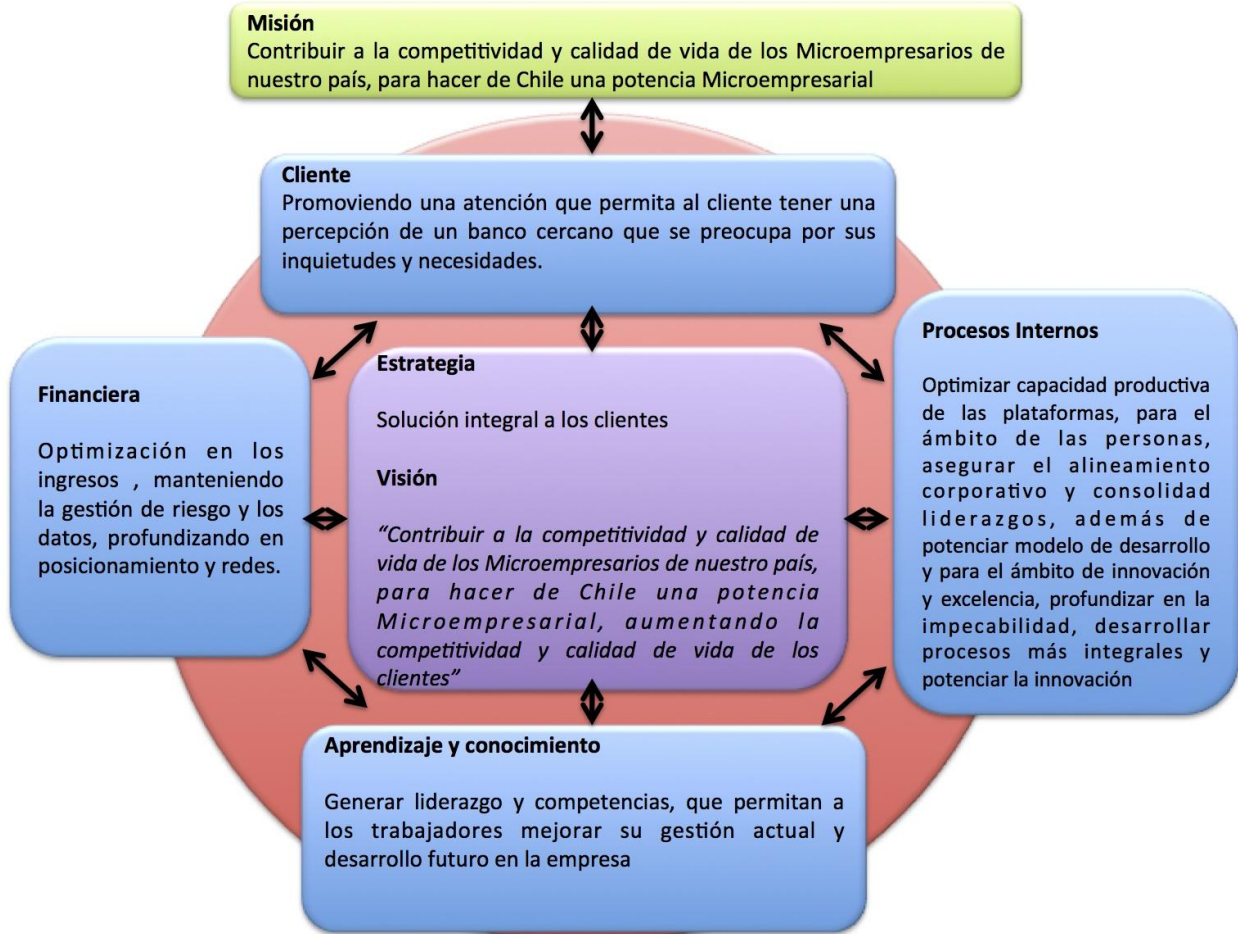 Misión
Contribuir a la competitividad y calidad de vida de los Microempresarios de
nuestro país, para hacer de Chile una potencia Microempresarial
Cliente
Promoviendo una atención que permita al cliente tener una
percepción de un banco cercano que se preocupa por sus
inquietudes y necesidades.
Financiera
Optimización en los
ingresos , manteniendo
la gestión de riesgo y los
datos, profundizando en
posicionamiento y redes.
Estrategia
Solución integral a los clientes
Visión
“Contribuir a la competitividad y calidad de
vida de los Microempresarios de nuestro país,
para hacer de Chile una potencia
Microempresarial, aumentando la
competitividad y calidad de vida de los
clientes”
Procesos Internos
Optimizar capacidad productiva
de las plataformas, para el
ámbito de las personas,
asegurar el alineamiento
corporativo y consolidad
liderazgos, además de
potenciar modelo de desarrollo
y para el ámbito de innovación
y excelencia, profundizar en la
impecabilidad, desarrollar
procesos más integrales y
potenciar la innovación
Aprendizaje y conocimiento
Generar liderazgo y competencias, que permitan a
los trabajadores mejorar su gestión actual y
desarrollo futuro en la empresa